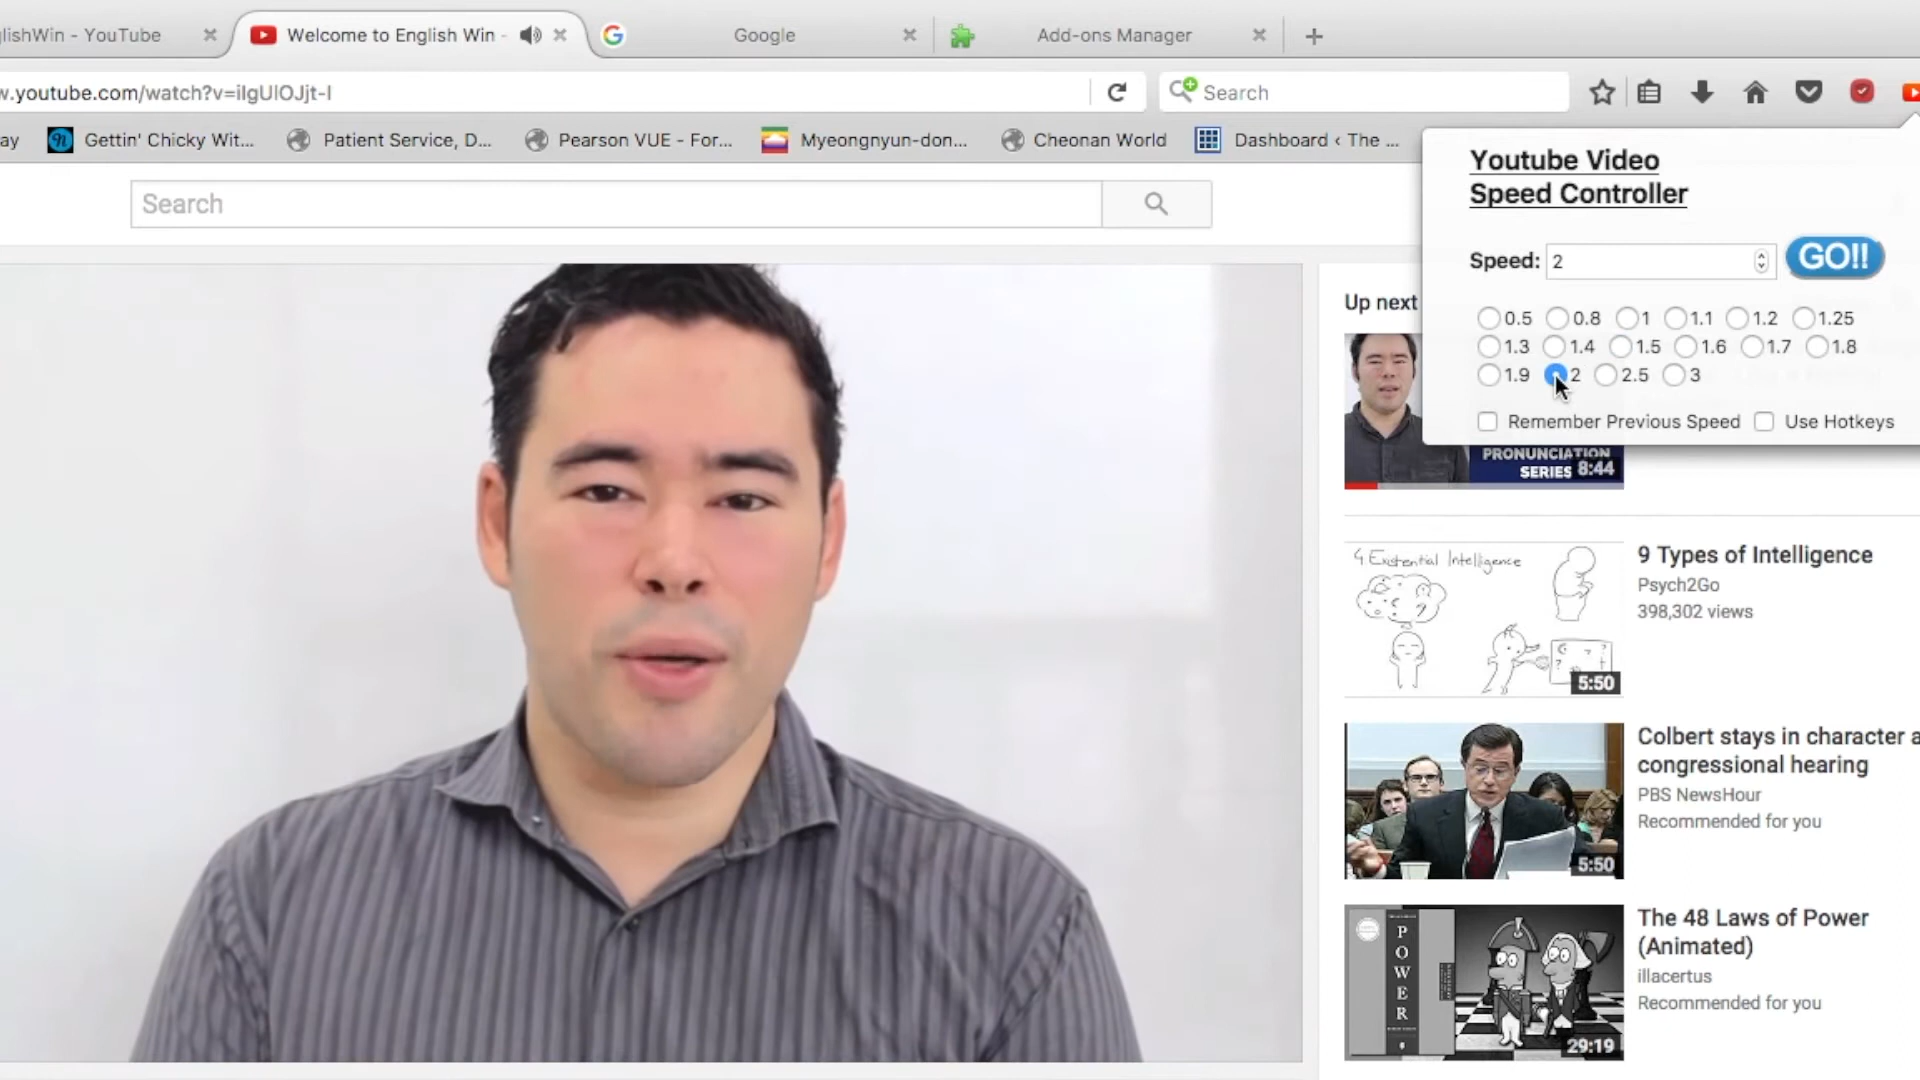 glishWin - YouTube
Welcome to English Win -
Google
Add-ons Manager
w.youtube.com/watch?v=iIgUIOJjt-I
Search
ay
Gettin' Chicky Wit...
Patient Service, D...
Pearson VUE - For...
Myeongnyun-don...
Cheonan World
Dashboard ‹ The ...
Search
Youtube Video
Speed Controller
Speed: 2 GO!!
0.5 0.8 1 1.1 1.2 1.25
1.3 1.4 1.5 1.6 1.7 1.8
1.9 2 2.5 3
Remember Previous Speed Use Hotkeys
Up next
PRONUNCIATION
SERIES 8:44
4 Existential Intelligence
5:50
9 Types of Intelligence
Psych2Go
398,302 views
5:50
Colbert stays in character a
congressional hearing
PBS NewsHour
Recommended for you
POWER
29:19
The 48 Laws of Power
(Animated)
illacertus
Recommended for you